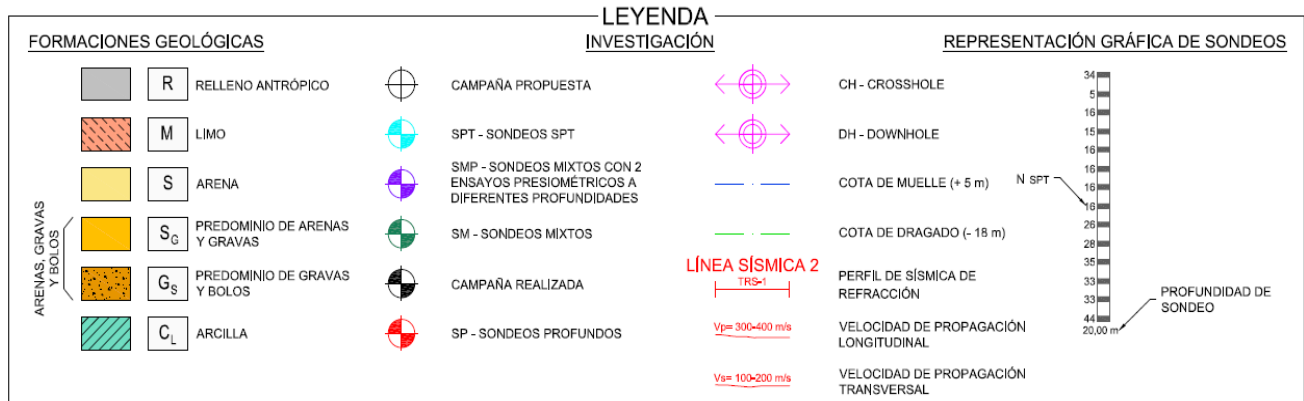 LEYENDA
FORMACIONES GEOLÓGICAS
R
RELLENO ANTRÓPICO
M
LIMO
S
ARENA
ARENAS, GRAVAS
Y BOLOS
SG
PREDOMINIO DE ARENAS
Y GRAVAS
GS
PREDOMINIO DE GRAVAS
Y BOLOS
CL
ARCILLA
INVESTIGACIÓN
CAMPAÑA PROPUESTA
SPT - SONDEOS SPT
SMP - SONDEOS MIXTOS CON 2
ENSAYOS PRESIOMÉTRICOS A
DIFERENTES PROFUNDIDADES
SM - SONDEOS MIXTOS
CAMPAÑA REALIZADA
SP - SONDEOS PROFUNDOS
CH - CROSSHOLE
DH - DOWNHOLE
COTA DE MUELLE (+ 5 m)
COTA DE DRAGADO (- 18 m)
LÍNEA SÍSMICA 2
TRS-1
PERFIL DE SÍSMICA DE
REFRACCIÓN
Vp= 300-400 m/s
VELOCIDAD DE PROPAGACIÓN
LONGITUDINAL
Vs= 100-200 m/s
VELOCIDAD DE PROPAGACIÓN
TRANSVERSAL
REPRESENTACIÓN GRÁFICA DE SONDEOS
34
5
16
15
16
16
16
16
26
28
35
33
33
44
20,00 m
N SPT
PROFUNDIDAD DE
SONDEO